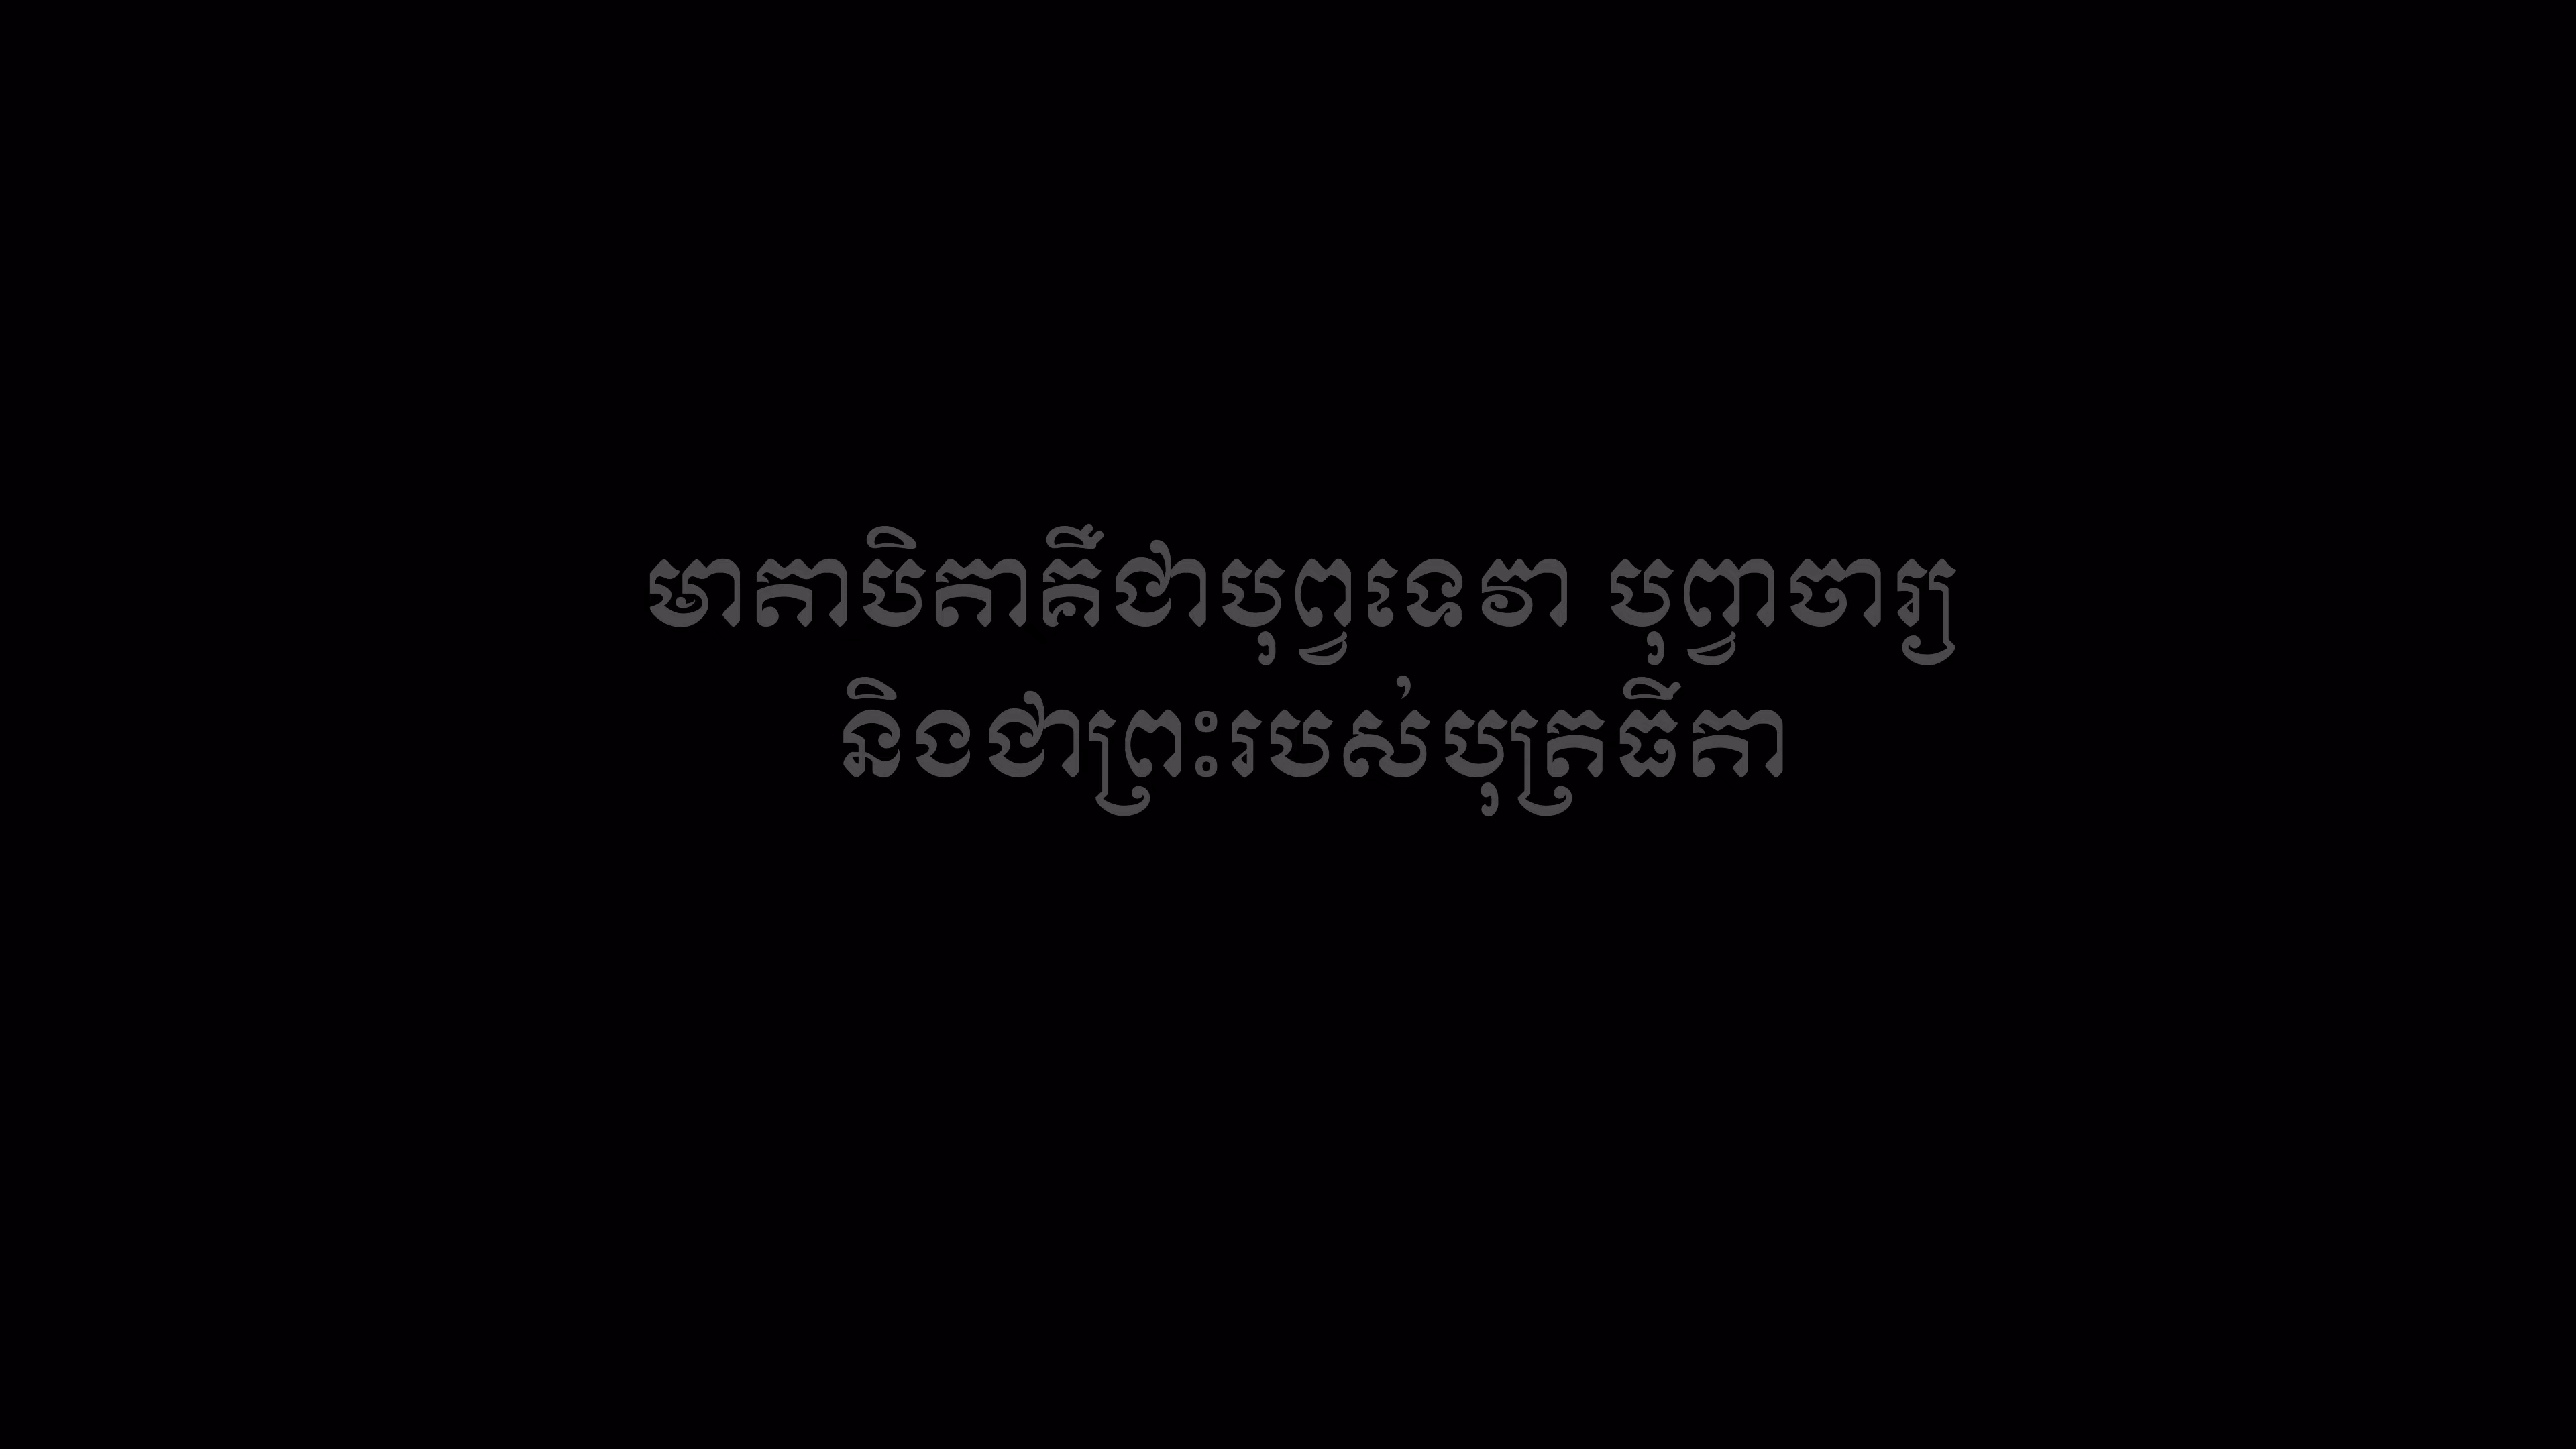 មាតាបិតាគឺជាបុព្វទេវា បុព្វាចារ្យ
និងជាព្រះរបស់បុត្រធីតា